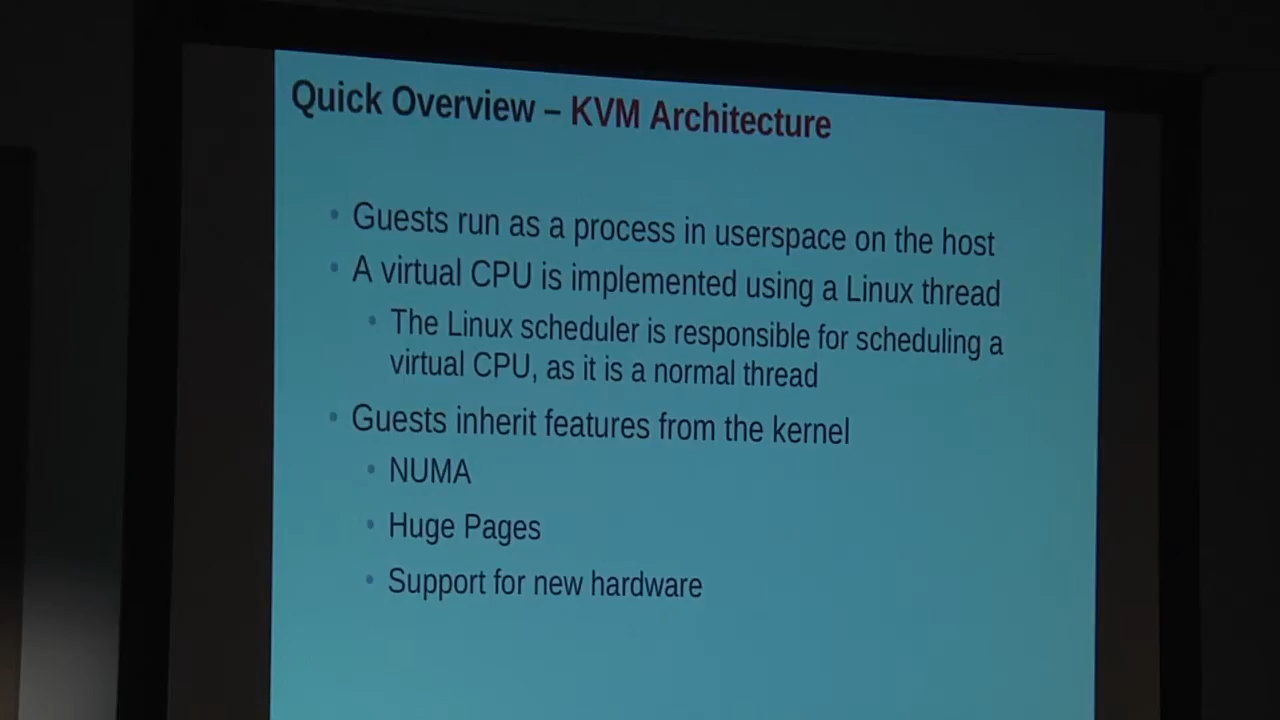 Quick Overview – KVM Architecture
• Guests run as a process in userspace on the host
• A virtual CPU is implemented using a Linux thread
• The Linux scheduler is responsible for scheduling a
virtual CPU, as it is a normal thread
• Guests inherit features from the kernel
• NUMA
• Huge Pages
• Support for new hardware